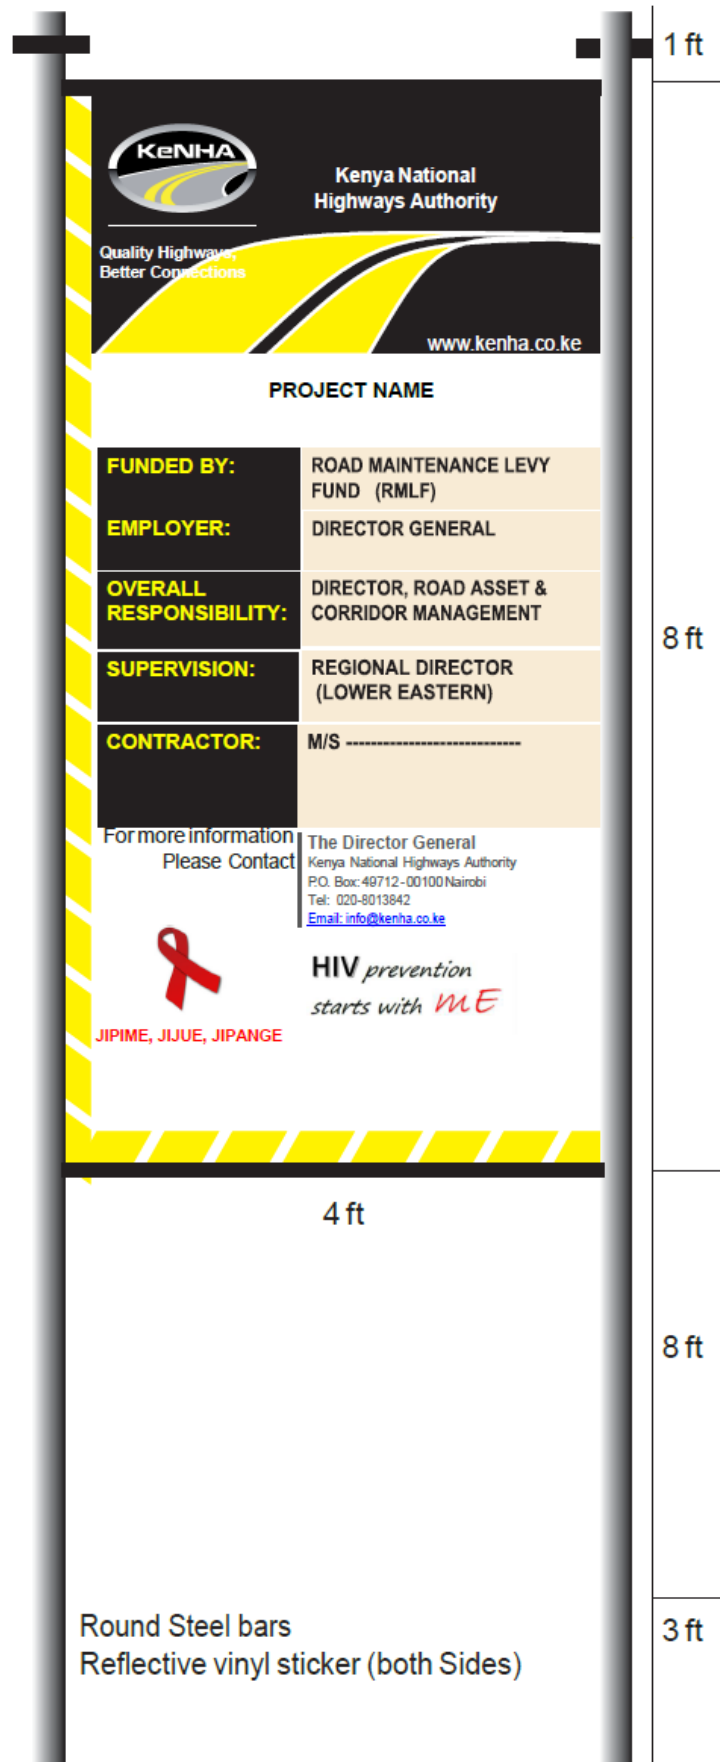 1 ft
KeNHA
Kenya National
Highways Authority
Quality Highways,
Better Connections
www.kenha.co.ke
PROJECT NAME
FUNDED BY:
ROAD MAINTENANCE LEVY
FUND (RMLF)
EMPLOYER:
DIRECTOR GENERAL
OVERALL
RESPONSIBILITY:
DIRECTOR, ROAD ASSET &
CORRIDOR MANAGEMENT
8 ft
SUPERVISION:
REGIONAL DIRECTOR
(LOWER EASTERN)
CONTRACTOR:
M/S ----------------------------
For more information
Please Contact
The Director General
Kenya National Highways Authority
P.O. Box: 49712-00100 Nairobi
Tel: 020-8013842
Email: info@kenha.co.ke
HIV prevention
starts with ME
JIPIME, JIJUE, JIPANGE
4 ft
8 ft
Round Steel bars
Reflective vinyl sticker (both Sides)
3 ft